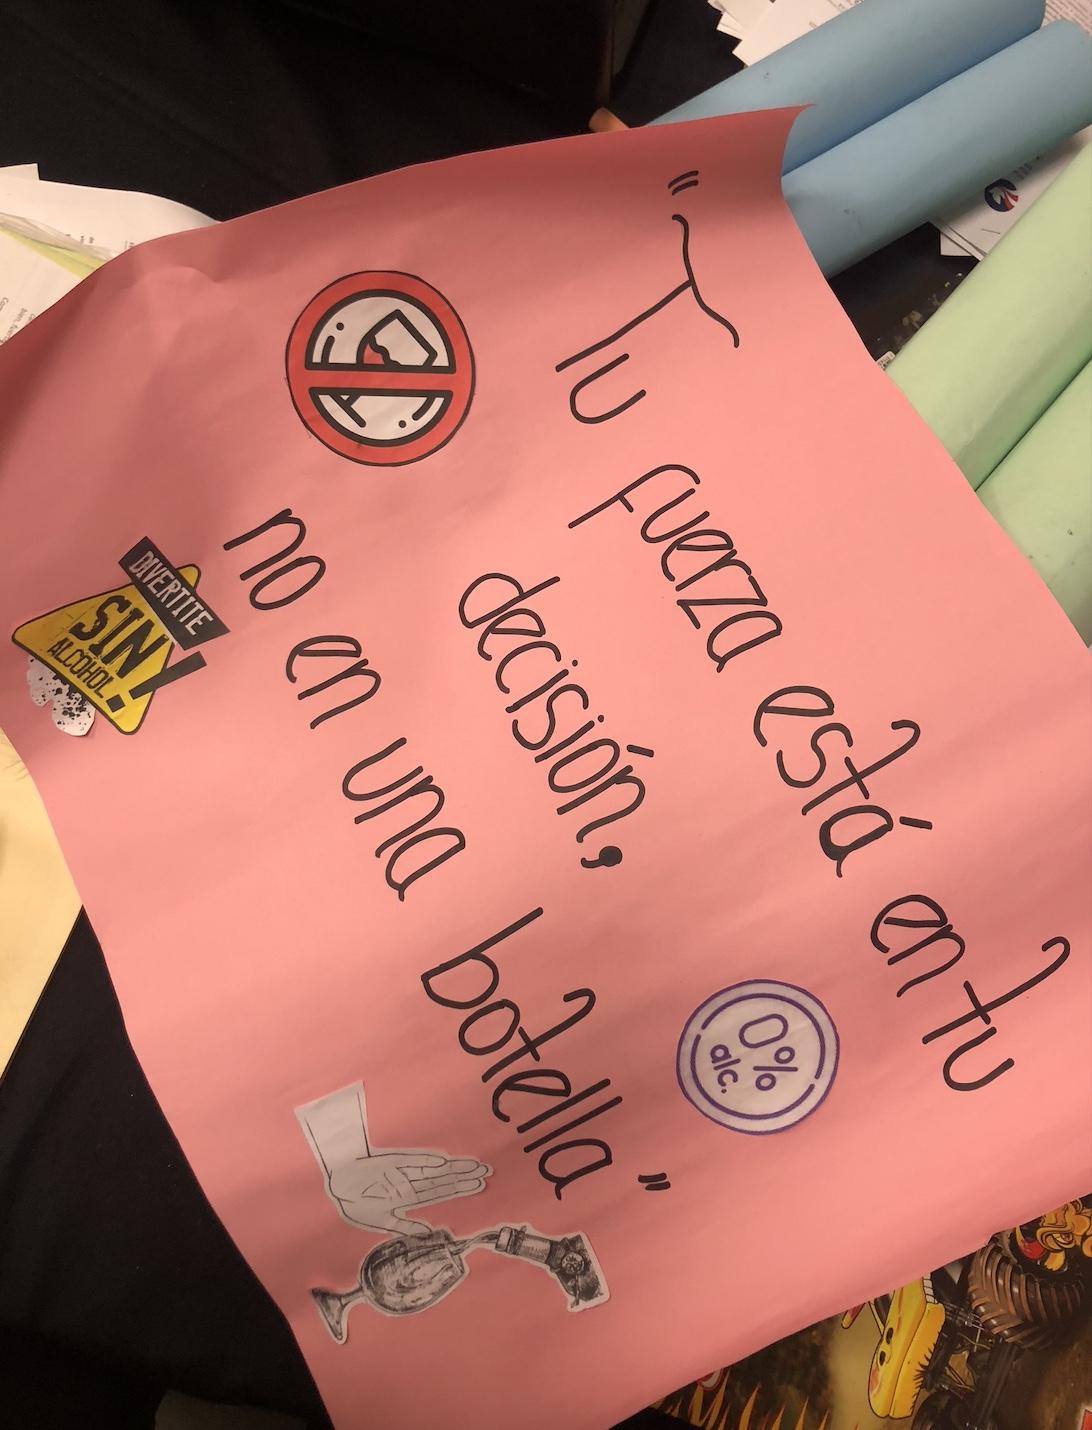 "Tu fuerza está en tu
decisión,
no en una botella"
0%
alc.
DIVERTITE
SIN
ALCOHOL!